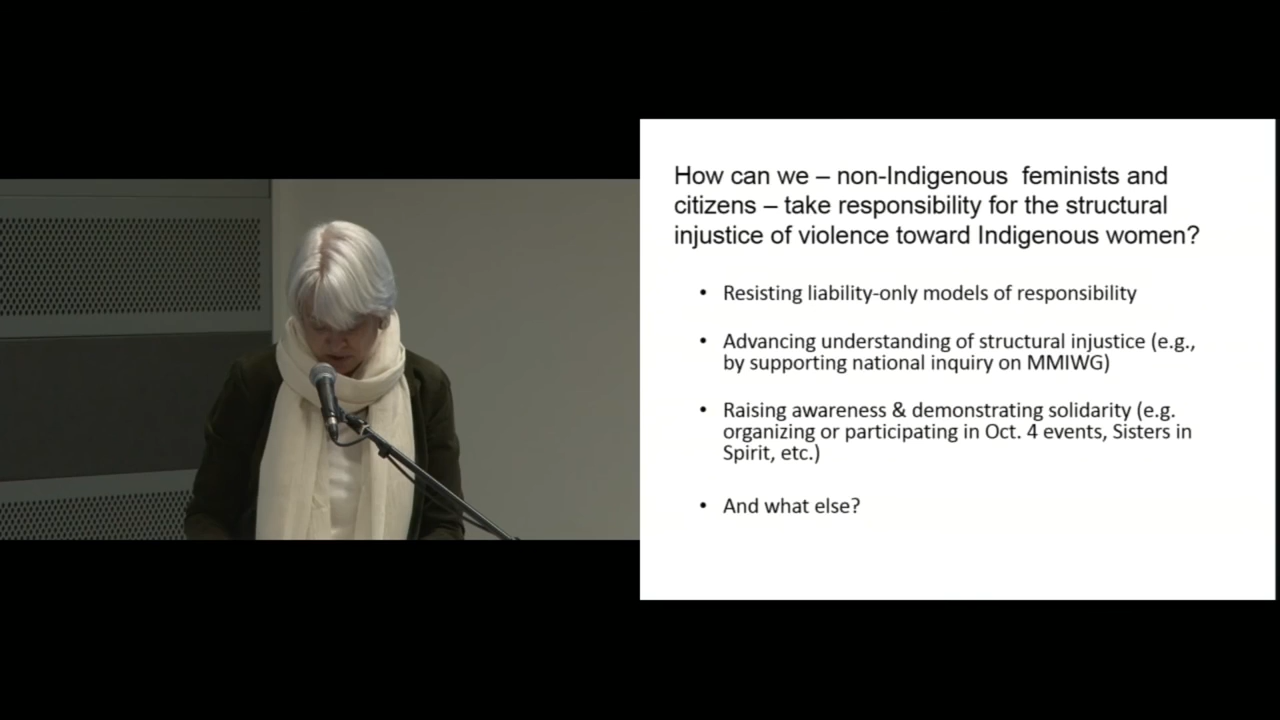 How can we – non-Indigenous feminists and
citizens – take responsibility for the structural
injustice of violence toward Indigenous women?
• Resisting liability-only models of responsibility
• Advancing understanding of structural injustice (e.g.,
by supporting national inquiry on MMIWG)
• Raising awareness & demonstrating solidarity (e.g.
organizing or participating in Oct. 4 events, Sisters in
Spirit, etc.)
• And what else?